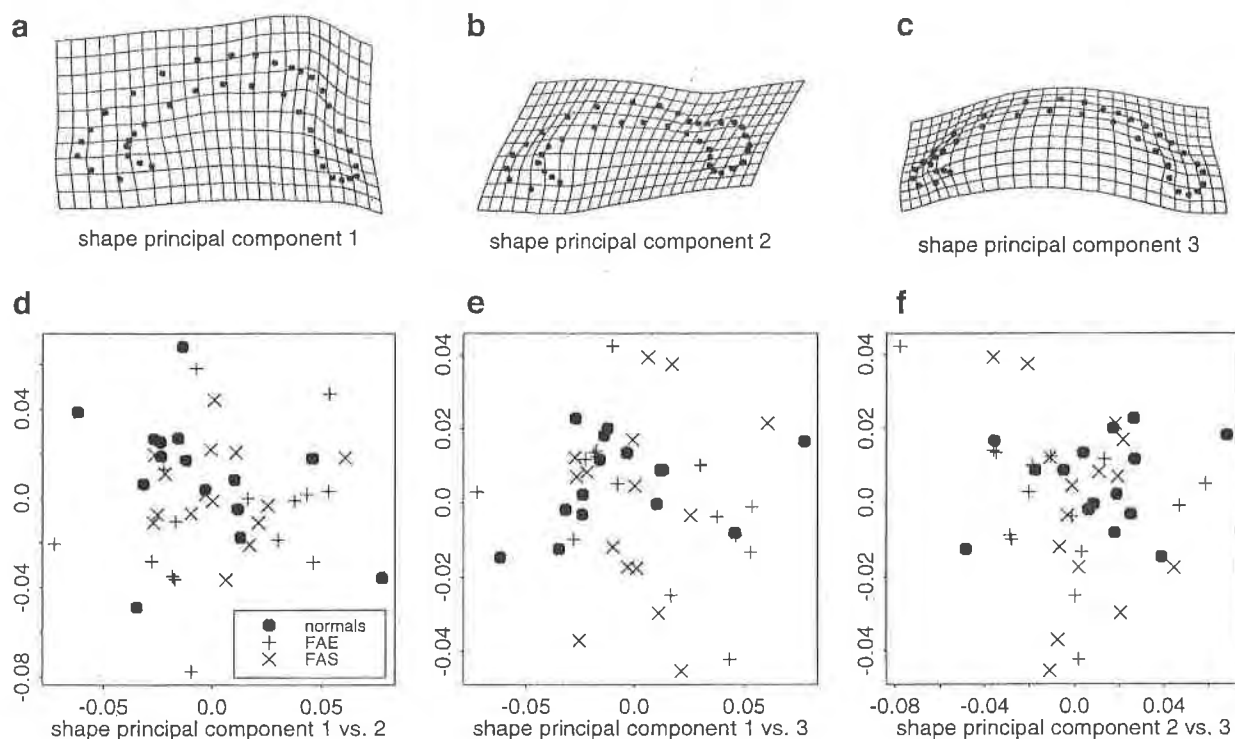 a
b
c
shape principal component 1
shape principal component 2
shape principal component 3
d
e
f
0.04
0.0
-0.04
-0.08
normals
FAE
FAS
-0.05
0.0
0.05
shape principal component 1 vs. 2
0.04
0.02
0.0
-0.02
-0.04
-0.05
0.0
0.05
shape principal component 1 vs. 3
0.04
0.02
0.0
-0.02
-0.04
-0.08
-0.04
0.0
0.04
shape principal component 2 vs. 3